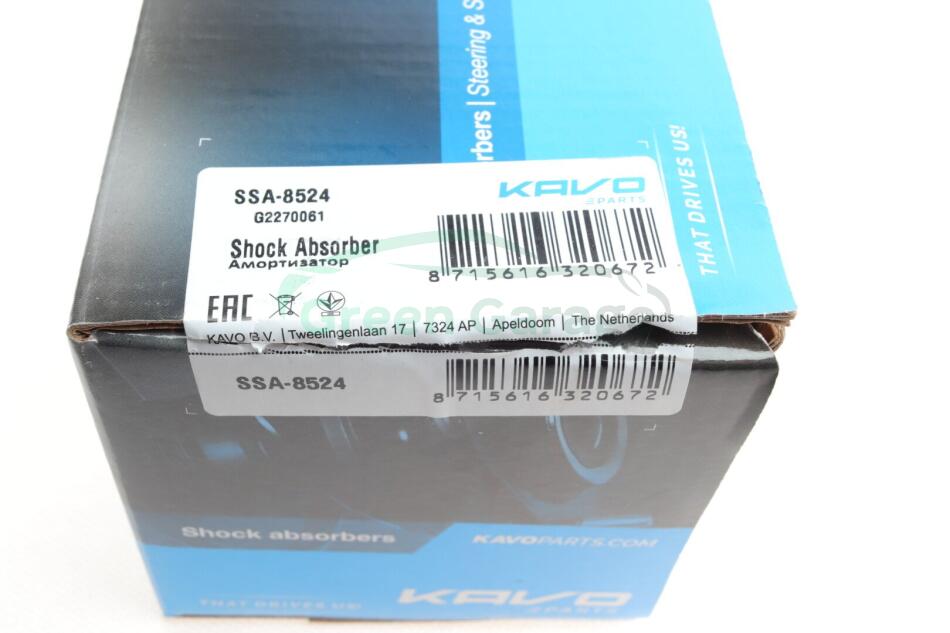 rbers | Steering & S
THAT DRIVES US!
SSA-8524
KAVO
PARTS
G2270061
Shock Absorber
Амортизатор
8 715616 320672
EAC
Green Garage
KAVO B.V. | Tweelingenlaan 17 | 7324 AP | Apeldoorn | The Netherlands
SSA-8524
8 715616 320672
Shock absorbers
KAVOPARTS.COM
THAT DRIVES US!
KAVO
PARTS